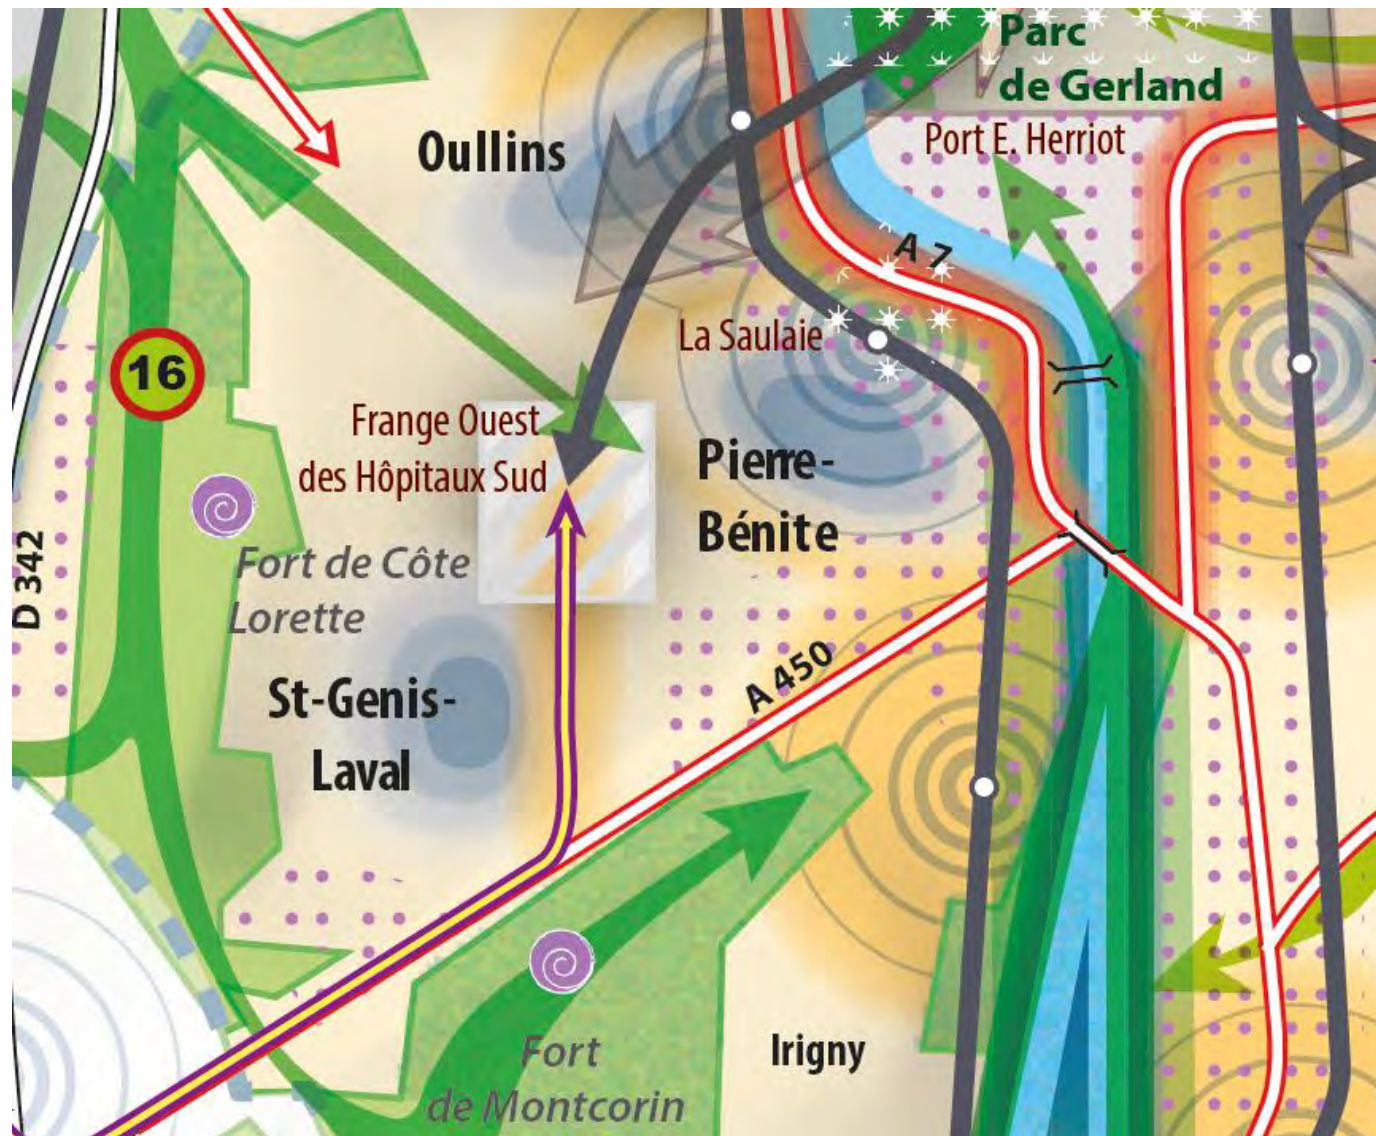 Parc
de Gerland
Port E. Herriot
Oullins
A 7
La Saulaie
16
Frange Ouest
des Hôpitaux Sud
Pierre-
Bénite
D 342
Fort de Côte
Lorette
St-Genis-
Laval
A 450
Irigny
Fort
de Montcorin